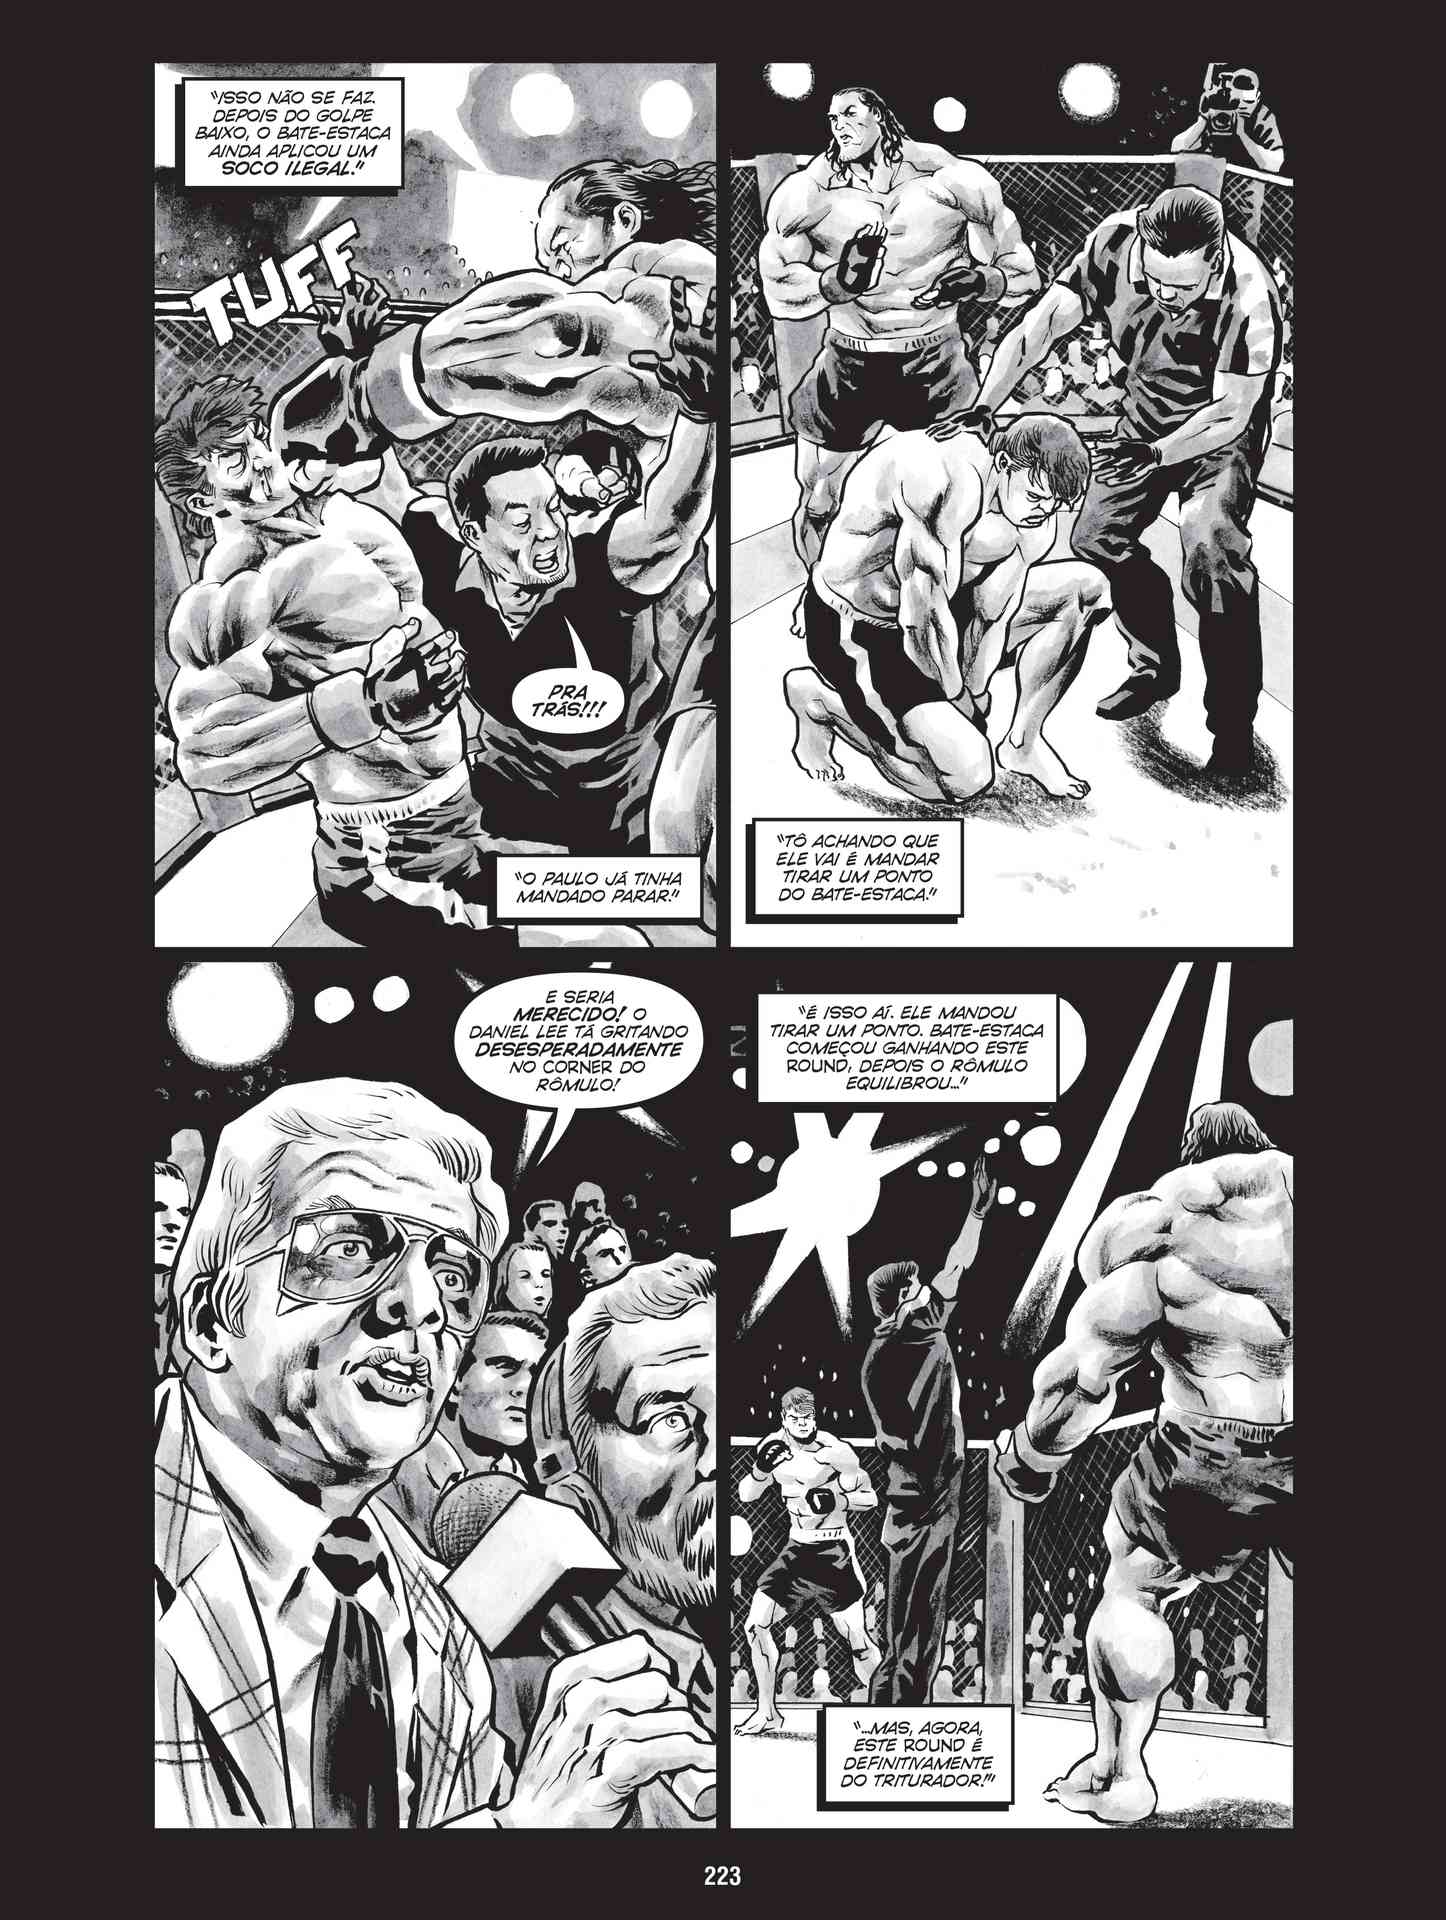 "ISSO NÃO SE FAZ.
DEPOIS DO GOLPE
BAIXO, O BATE-ESTACA
AINDA APLICOU UM
SOCO ILEGAL."
TUFF
PRA
TRÁS!!!
"O PAULO JÁ TINHA
MANDADO PARAR."
"TÔ ACHANDO QUE
ELE VAI É MANDAR
TIRAR UM PONTO
DO BATE-ESTACA."
E SERIA
MERECIDO! O
DANIEL LEE TÁ GRITANDO
DESESPERADAMENTE
NO CORNER DO
RÔMULO!
"É ISSO AÍ. ELE MANDOU
TIRAR UM PONTO. BATE-ESTACA
COMEÇOU GANHANDO ESTE
ROUND, DEPOIS O RÔMULO
EQUILIBROU..."
"...MAS, AGORA,
ESTE ROUND É
DEFINITIVAMENTE
DO TRITURADOR!"
223